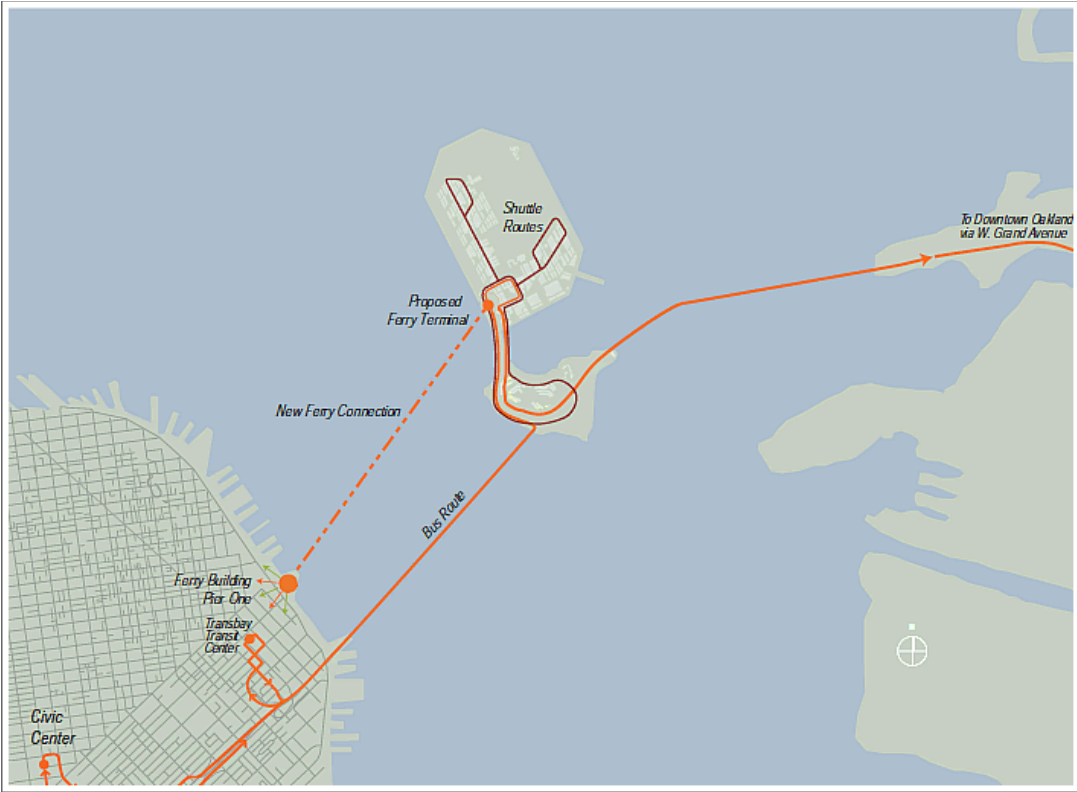 Shuttle
Routes
To Downtown Oakland
via W. Grand Avenue
Proposed
Ferry Terminal
New Ferry Connection
Bus Route
Ferry Building
Pier One
Transbay
Transit
Center
Civic
Center